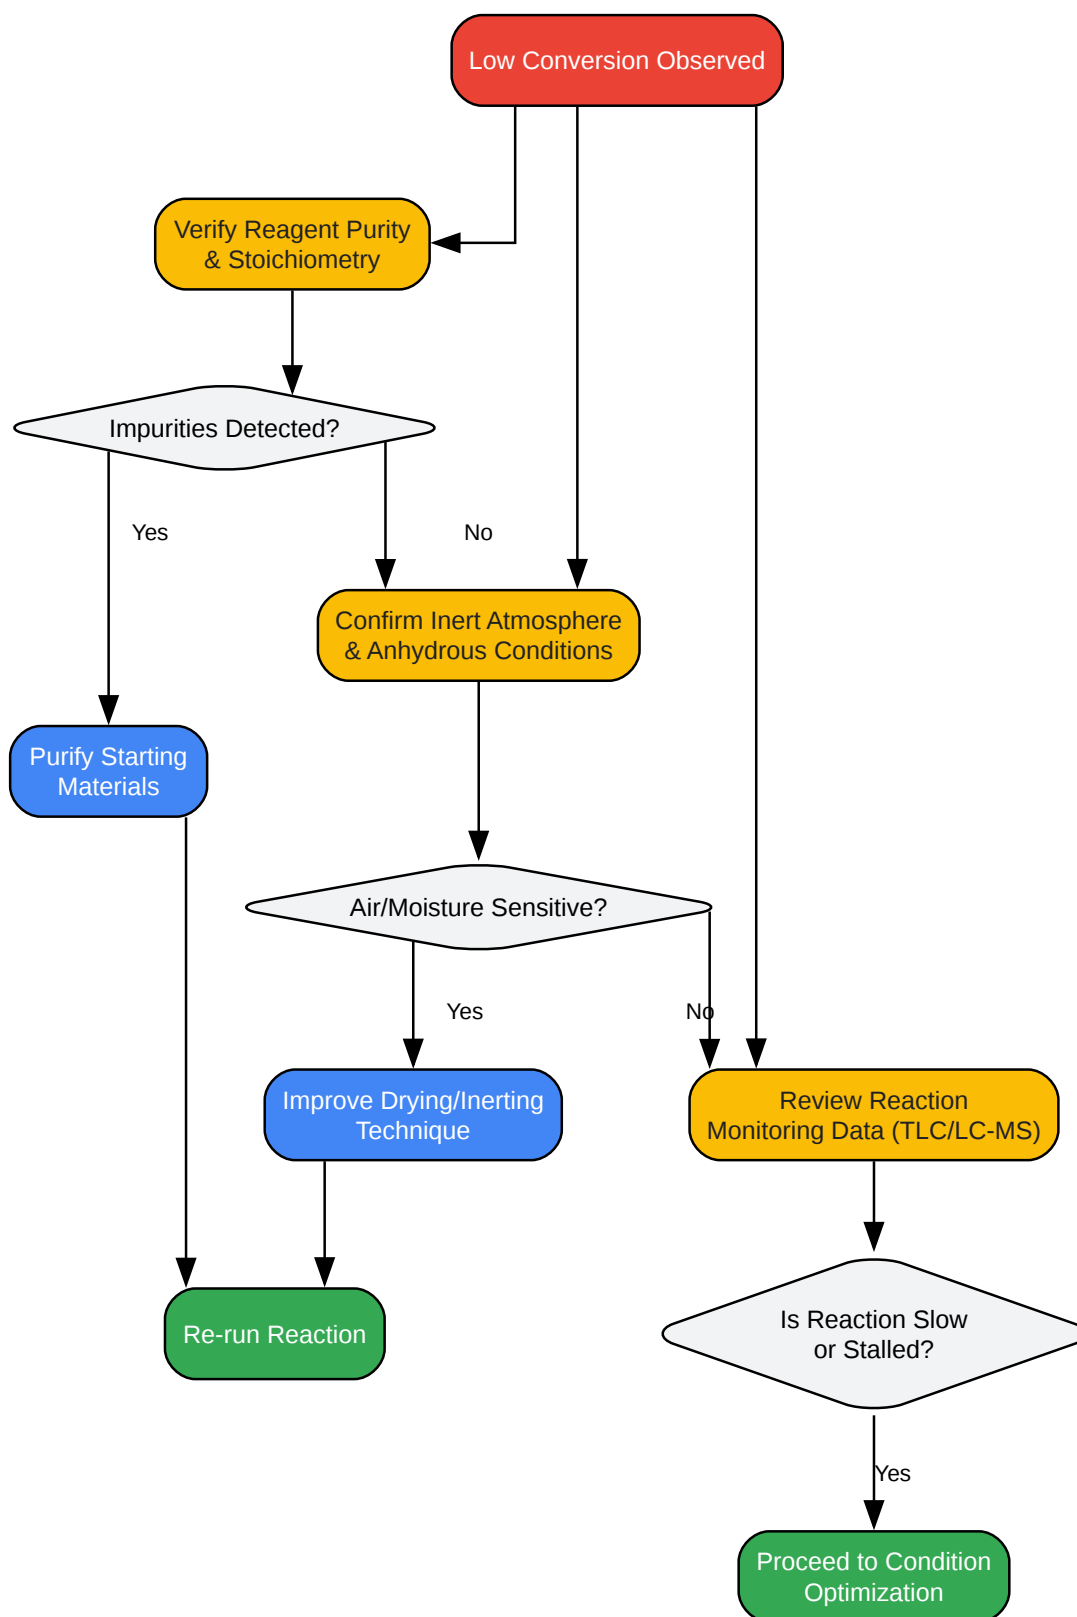 Low Conversion Observed
Verify Reagent Purity
& Stoichiometry
Impurities Detected?
Yes
No
Confirm Inert Atmosphere
& Anhydrous Conditions
Purify Starting
Materials
Air/Moisture Sensitive?
Yes
No
Improve Drying/Inerting
Technique
Review Reaction
Monitoring Data (TLC/LC-MS)
Re-run Reaction
Is Reaction Slow
or Stalled?
Yes
Proceed to Condition
Optimization